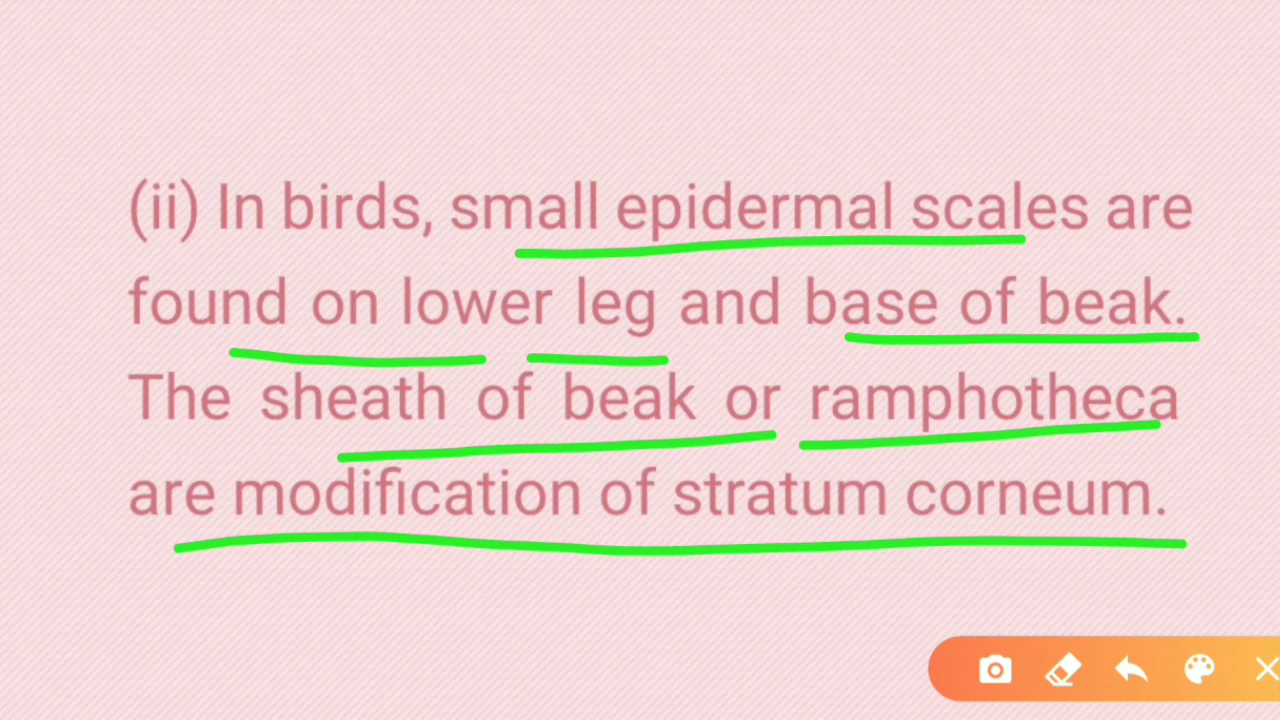 (ii) In birds, small epidermal scales are
found on lower leg and base of beak.
The sheath of beak or ramphotheca
are modification of stratum corneum.